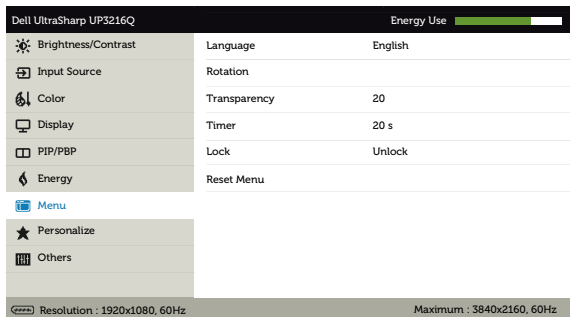 Dell UltraSharp UP3216Q Energy Use
Brightness/Contrast Language English
Input Source Rotation
Color Transparency 20
Display Timer 20 s
PIP/PBP Lock Unlock
Energy Reset Menu
Menu
Personalize
Others
Resolution : 1920x1080, 60Hz Maximum : 3840x2160, 60Hz